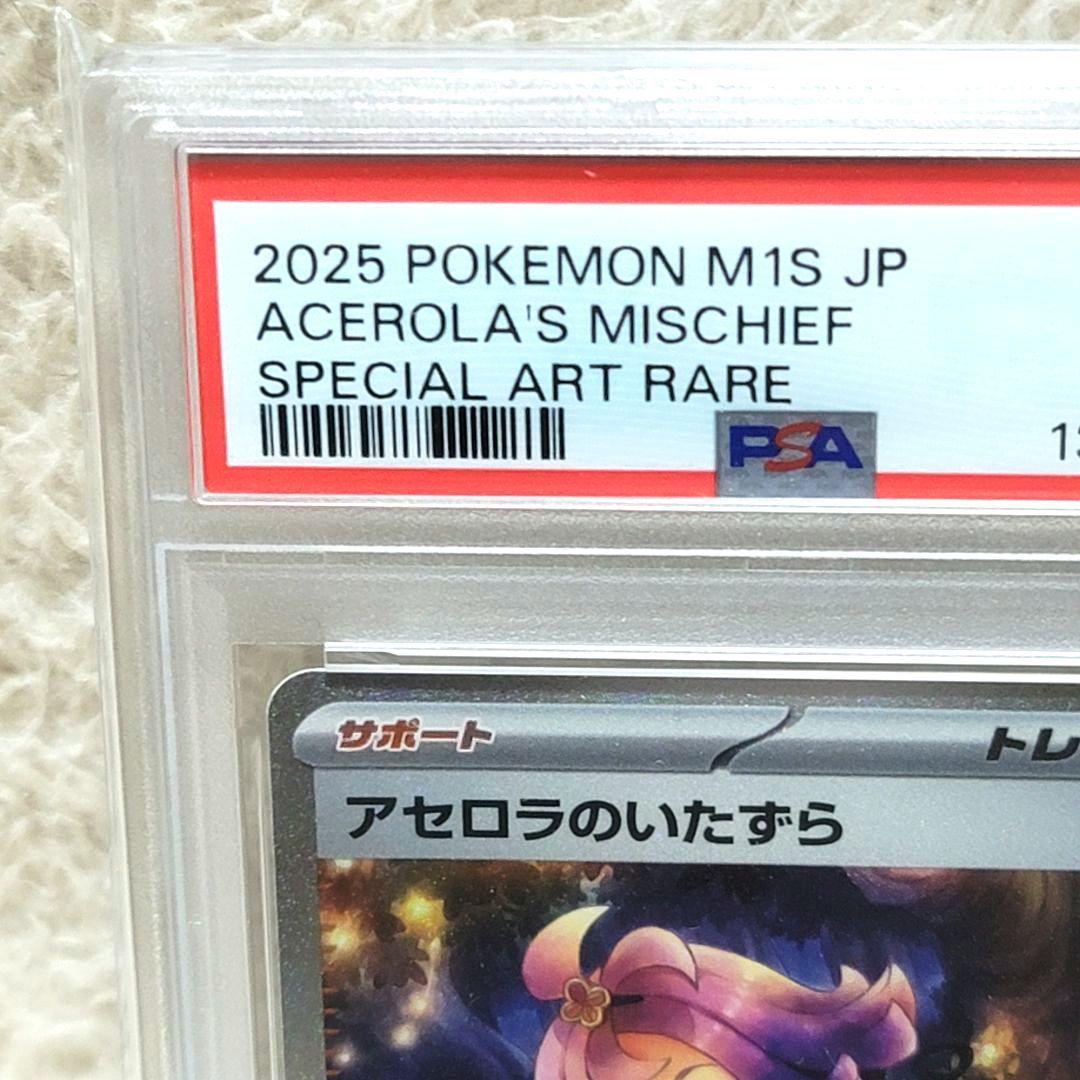 2025 POKEMON M1S JP
ACEROLA'S MISCHIEF
SPECIAL ART RARE
PSA
サポート
アセロラのいたずら